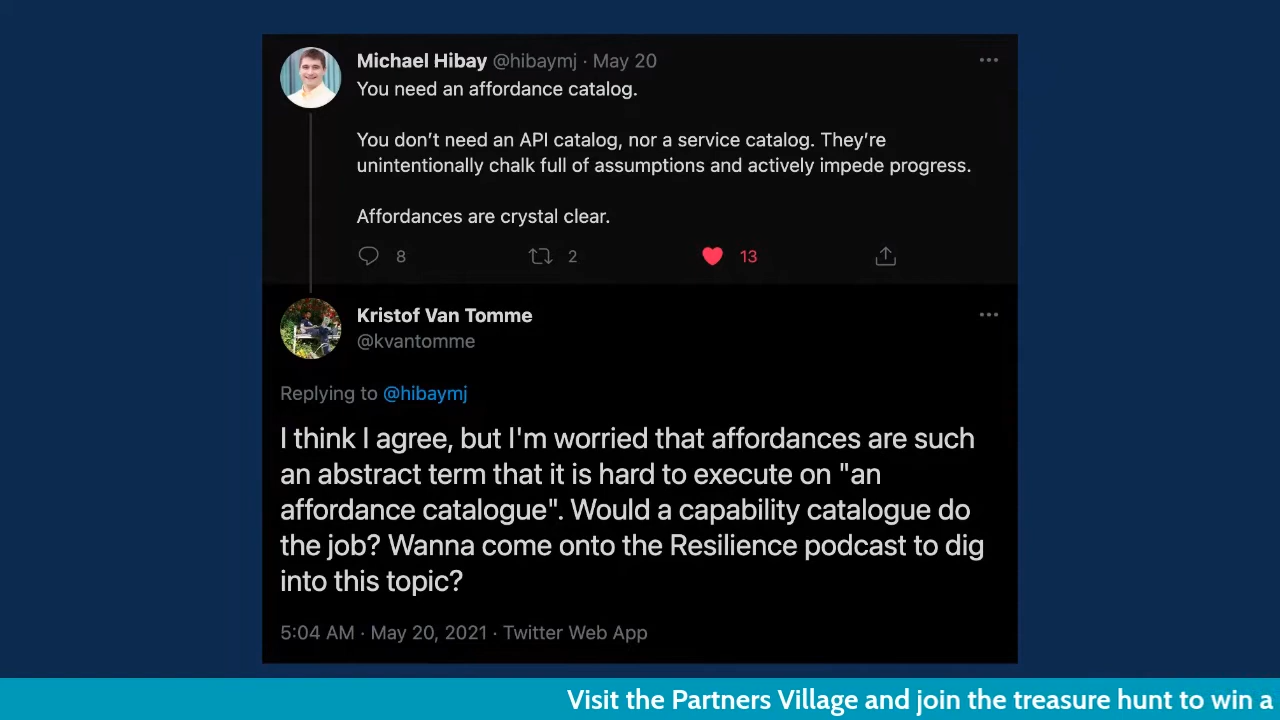 Michael Hibay @hibaymj · May 20
You need an affordance catalog.
You don’t need an API catalog, nor a service catalog. They’re
unintentionally chalk full of assumptions and actively impede progress.
Affordances are crystal clear.
8 2 13
Kristof Van Tomme
@kvantomme
Replying to @hibaymj
I think I agree, but I'm worried that affordances are such
an abstract term that it is hard to execute on "an
affordance catalogue". Would a capability catalogue do
the job? Wanna come onto the Resilience podcast to dig
into this topic?
5:04 AM · May 20, 2021 · Twitter Web App
Visit the Partners Village and join the treasure hunt to win a